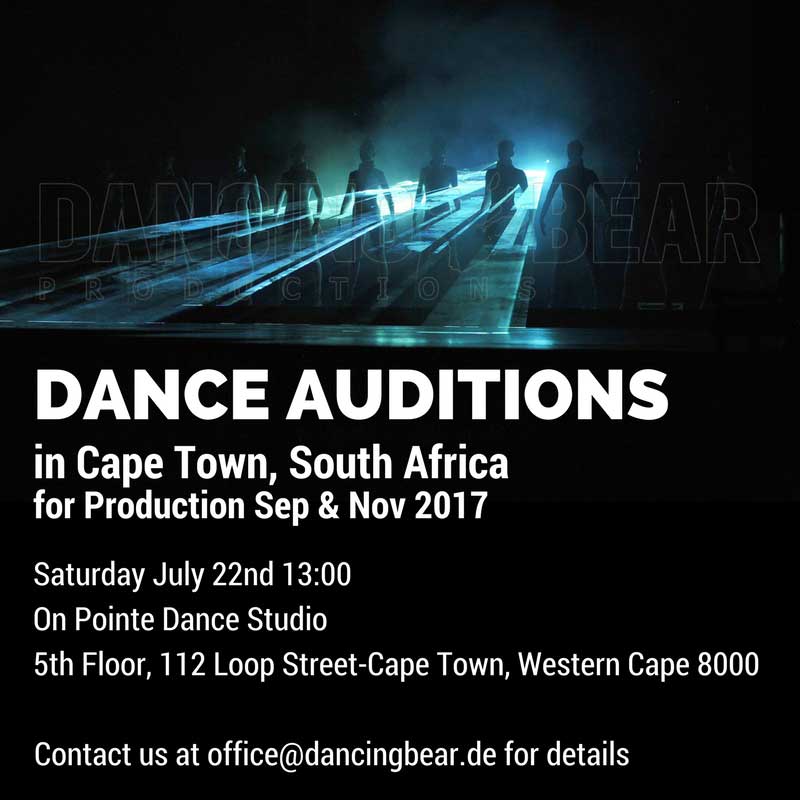 DANCING BEAR
PRODUCTIONS
DANCE AUDITIONS
in Cape Town, South Africa
for Production Sep & Nov 2017
Saturday July 22nd 13:00
On Pointe Dance Studio
5th Floor, 112 Loop Street-Cape Town, Western Cape 8000
Contact us at office@dancingbear.de for details